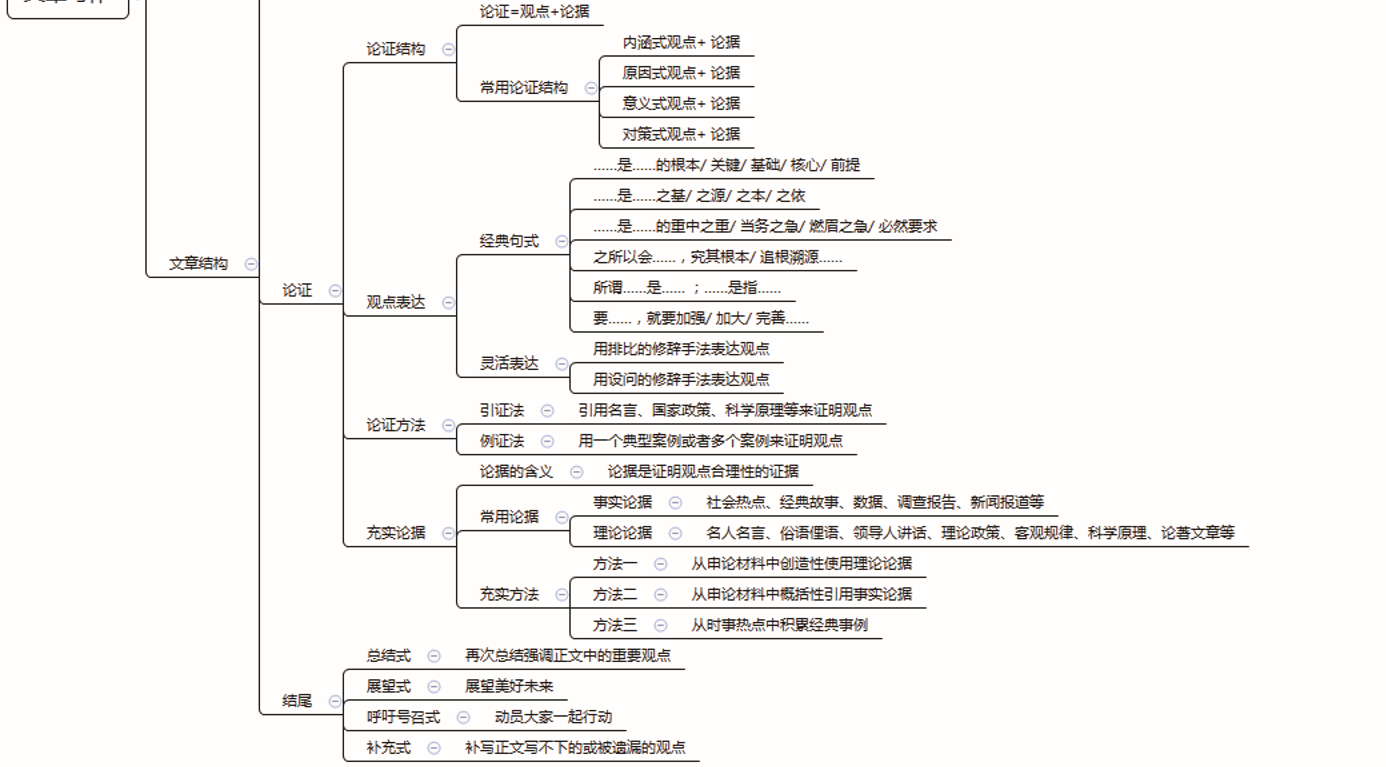 论证=观点+论据
内涵式观点+ 论据
论证结构
原因式观点+ 论据
常用论证结构
意义式观点+ 论据
对策式观点+ 论据
......是......的根本/ 关键/ 基础/ 核心/ 前提
......是......之基/ 之源/ 之本/ 之依
......是......的重中之重/ 当务之急/ 燃眉之急/ 必然要求
经典句式
之所以会......，究其根本/ 追根溯源......
文章结构
所谓......是......；......是指......
论证
观点表达
要......，就要加强/ 加大/ 完善......
用排比的修辞手法表达观点
灵活表达
用设问的修辞手法表达观点
引证法 引用名言、国家政策、科学原理等来证明观点
论证方法
例证法 用一个典型案例或者多个案例来证明观点
论据的含义 论据是证明观点合理性的证据
事实论据 社会热点、经典故事、数据、调查报告、新闻报道等
常用论据
充实论据
理论论据 名人名言、俗语俚语、领导人讲话、理论政策、客观规律、科学原理、论著文章等
方法一 从申论材料中创造性使用理论论据
充实方法
方法二 从申论材料中概括性引用事实论据
方法三 从时事热点中积累经典事例
总结式 再次总结强调正文中的重要观点
展望式 展望美好未来
结尾
呼吁号召式 动员大家一起行动
补充式 补写正文写不下的或被遗漏的观点